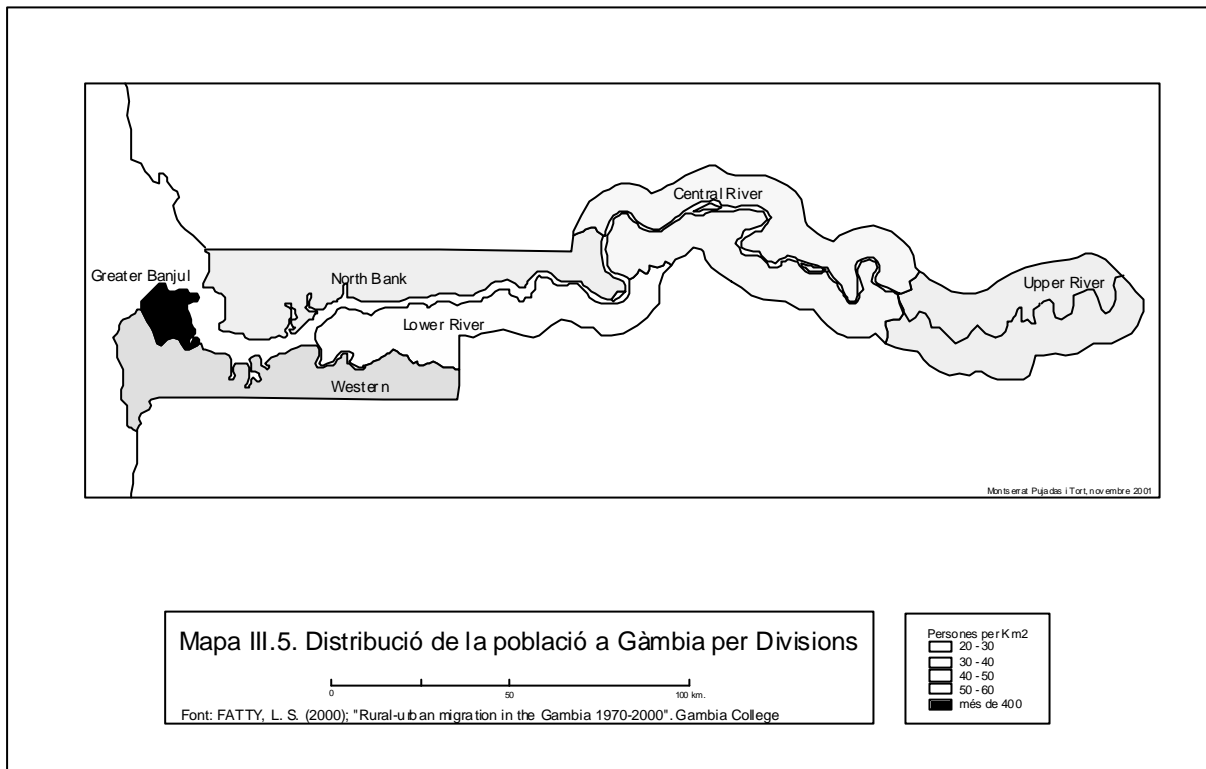 Central River
Greater Banjul
North Bank
Upper River
Lower River
Western
Montserrat Pujadas i Tort, novembre 2001
Mapa III.5. Distribució de la població a Gàmbia per Divisions
0 50 100 km.
Font: FATTY, L. S. (2000); "Rural-urban migration in the Gambia 1970-2000". Gambia College
Persones per Km2
20 - 30
30 - 40
40 - 50
50 - 60
més de 400